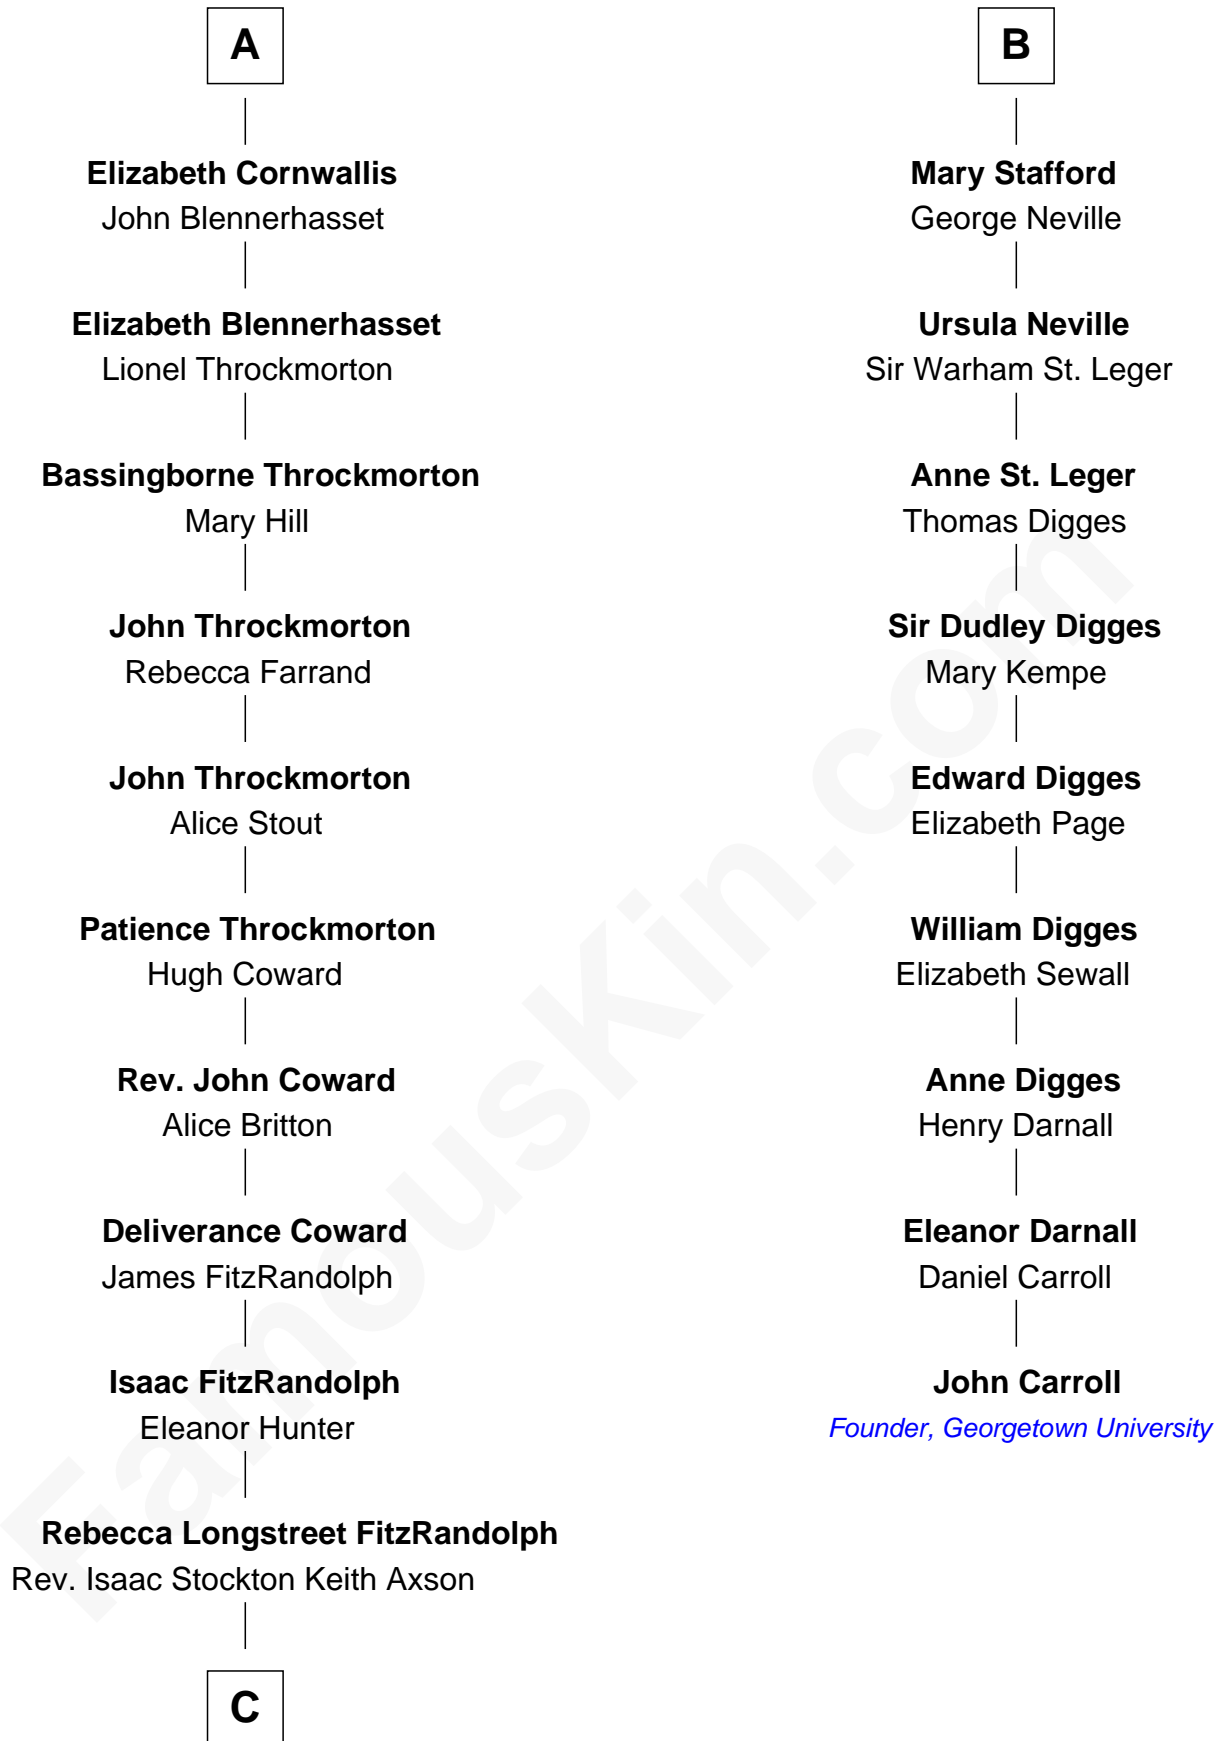 A
Elizabeth Cornwallis
John Blennerhasset
Elizabeth Blennerhasset
Lionel Throckmorton
Bassingborne Throckmorton
Mary Hill
John Throckmorton
Rebecca Farrand
John Throckmorton
Alice Stout
Patience Throckmorton
Hugh Coward
Rev. John Coward
Alice Britton
Deliverance Coward
James FitzRandolph
Isaac FitzRandolph
Eleanor Hunter
Rebecca Longstreet FitzRandolph
Rev. Isaac Stockton Keith Axson
C
B
Mary Stafford
George Neville
Ursula Neville
Sir Warham St. Leger
Anne St. Leger
Thomas Digges
Sir Dudley Digges
Mary Kempe
Edward Digges
Elizabeth Page
William Digges
Elizabeth Sewall
Anne Digges
Henry Darnall
Eleanor Darnall
Daniel Carroll
John Carroll
Founder, Georgetown University
FamousKin.com